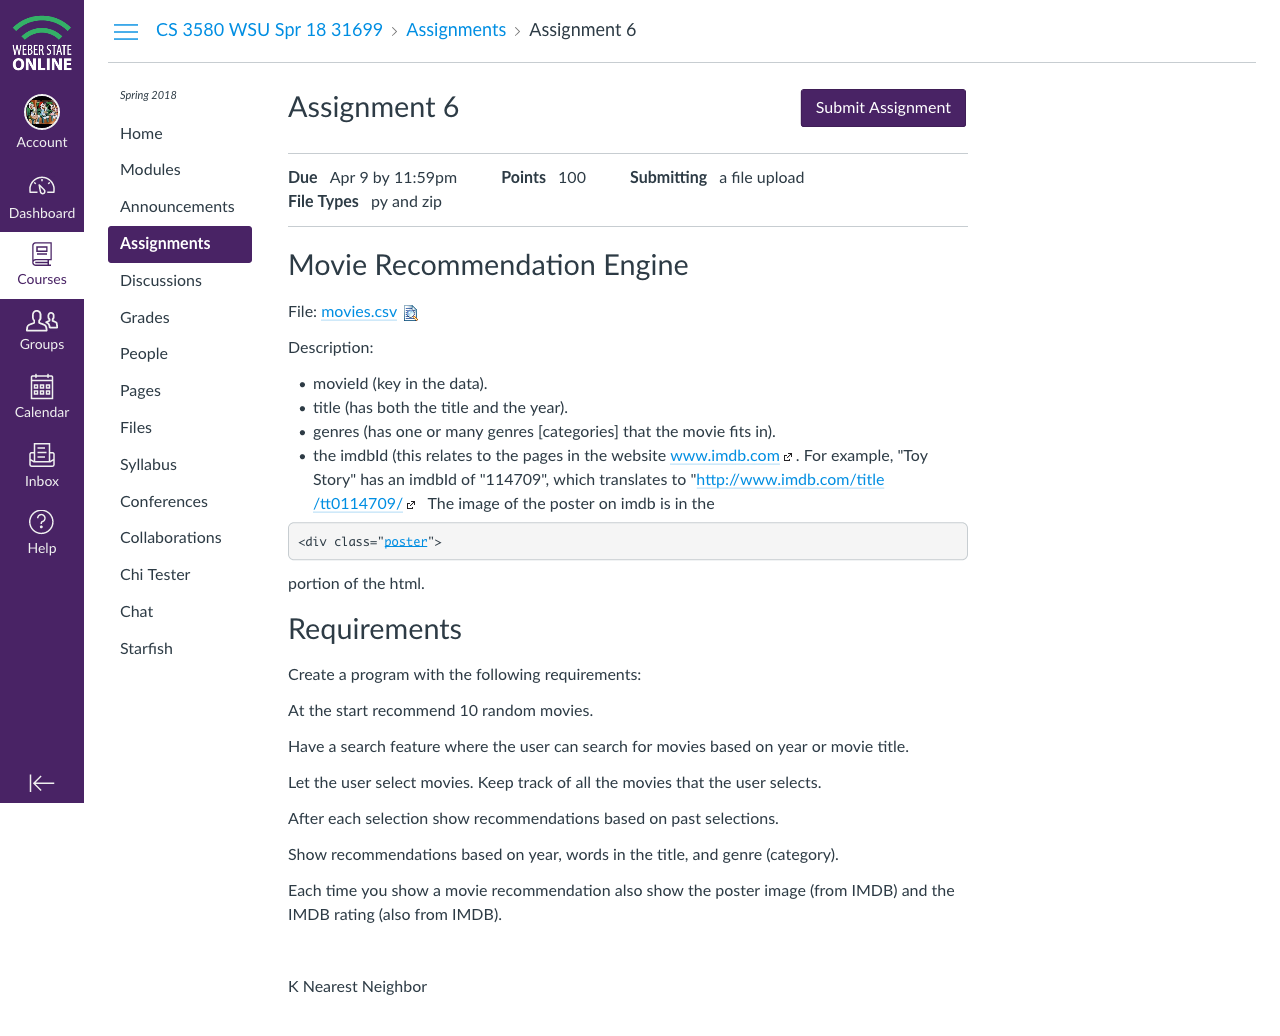 WEBER STATE
ONLINE
Account
Dashboard
Courses
Groups
Calendar
Inbox
Help
CS 3580 WSU Spr 18 31699 › Assignments › Assignment 6
Spring 2018
Home
Modules
Announcements
Assignments
Discussions
Grades
People
Pages
Files
Syllabus
Conferences
Collaborations
Chi Tester
Chat
Starfish
Assignment 6
Submit Assignment
Due Apr 9 by 11:59pm Points 100 Submitting a file upload
File Types py and zip
Movie Recommendation Engine
File: movies.csv
Description:
• movieId (key in the data).
• title (has both the title and the year).
• genres (has one or many genres [categories] that the movie fits in).
• the imdbId (this relates to the pages in the website www.imdb.com . For example, "Toy
Story" has an imdbId of "114709", which translates to "http://www.imdb.com/title
/tt0114709/ The image of the poster on imdb is in the
<div class="poster">
portion of the html.
Requirements
Create a program with the following requirements:
At the start recommend 10 random movies.
Have a search feature where the user can search for movies based on year or movie title.
Let the user select movies. Keep track of all the movies that the user selects.
After each selection show recommendations based on past selections.
Show recommendations based on year, words in the title, and genre (category).
Each time you show a movie recommendation also show the poster image (from IMDB) and the
IMDB rating (also from IMDB).
K Nearest Neighbor